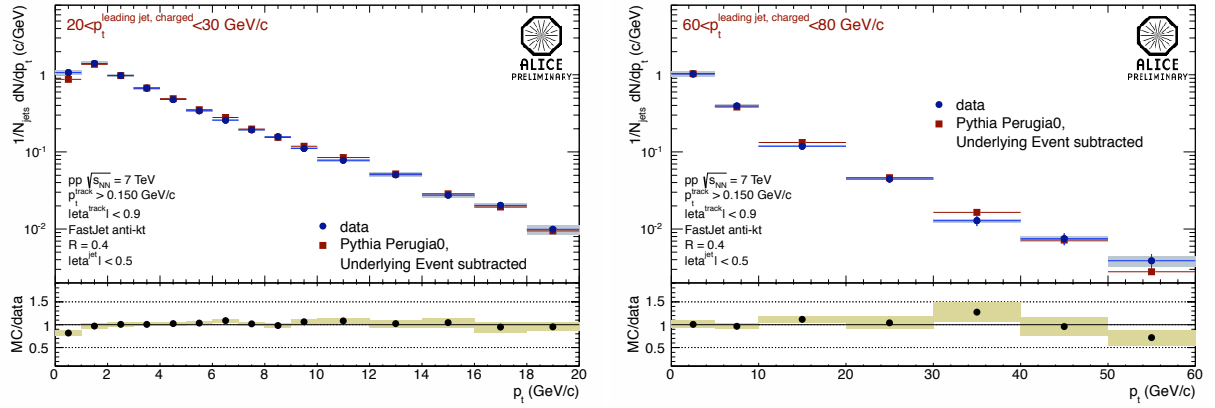 20<p_t^leading jet, charged<30 GeV/c
ALICE
PRELIMINARY
1/N_jets dN/dp_t (c/GeV)
1
10^-1
10^-2
pp √s_NN = 7 TeV
p_t^track > 0.150 GeV/c
|eta^track| < 0.9
FastJet anti-kt
R = 0.4
|eta^jet| < 0.5
data
Pythia Perugia0,
Underlying Event subtracted
MC/data
1.5
1
0.5
0 2 4 6 8 10 12 14 16 18 20
p_t (GeV/c)
60<p_t^leading jet, charged<80 GeV/c
ALICE
PRELIMINARY
1/N_jets dN/dp_t (c/GeV)
1
10^-1
10^-2
data
Pythia Perugia0,
Underlying Event subtracted
pp √s_NN = 7 TeV
p_t^track > 0.150 GeV/c
|eta^track| < 0.9
FastJet anti-kt
R = 0.4
|eta^jet| < 0.5
MC/data
1.5
1
0.5
0 10 20 30 40 50 60
p_t (GeV/c)